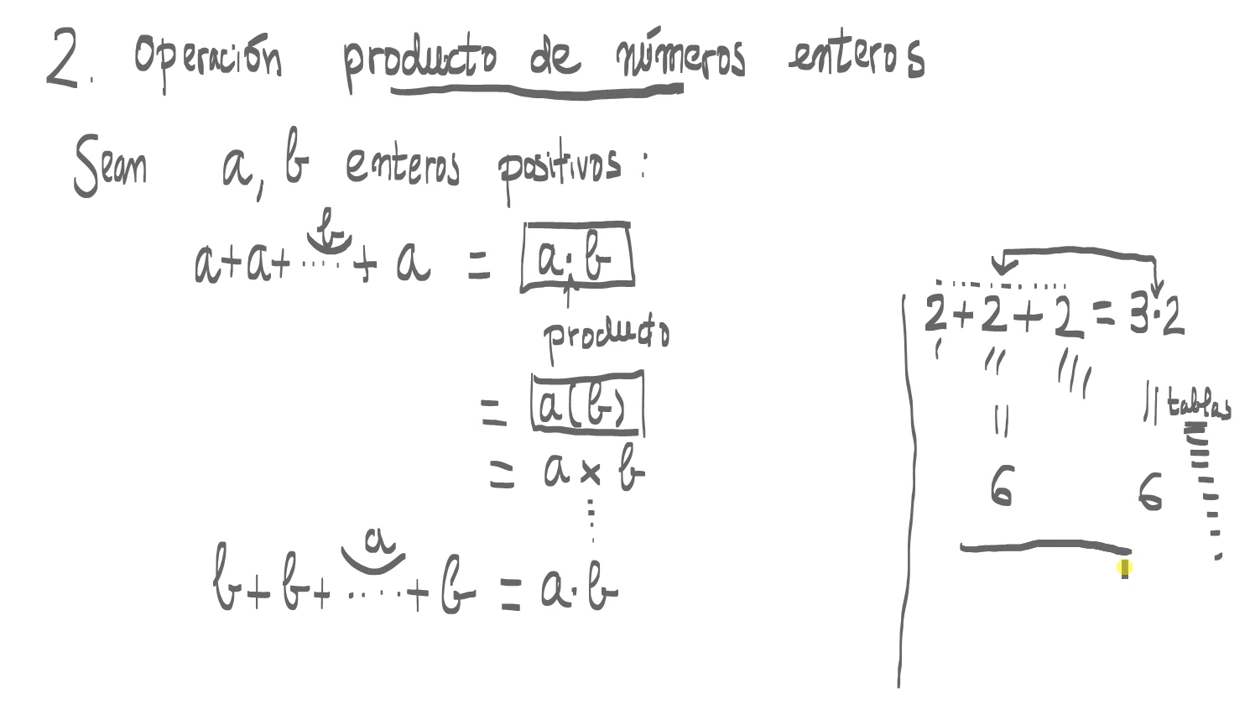 2. Operación producto de números enteros
Sean a, b enteros positivos:
a+a+ ..b.. + a = a·b
producto
= a(b)
= a × b
b+b+ ..a.. + b = a·b
2+2+2 = 3·2
|| || tablas
6 6